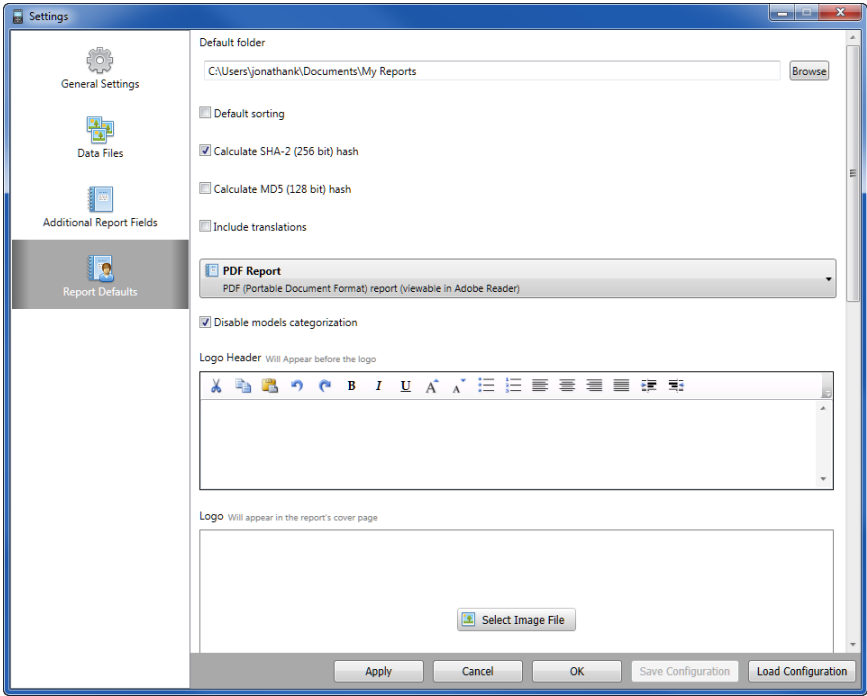 Settings
General Settings
Data Files
Additional Report Fields
Report Defaults
Default folder
C:\Users\jonathank\Documents\My Reports
Browse
Default sorting
Calculate SHA-2 (256 bit) hash
Calculate MD5 (128 bit) hash
Include translations
PDF Report
PDF (Portable Document Format) report (viewable in Adobe Reader)
Disable models categorization
Logo Header Will Appear before the logo
B I U A A
Logo Will appear in the report's cover page
Select Image File
Apply Cancel OK Save Configuration Load Configuration